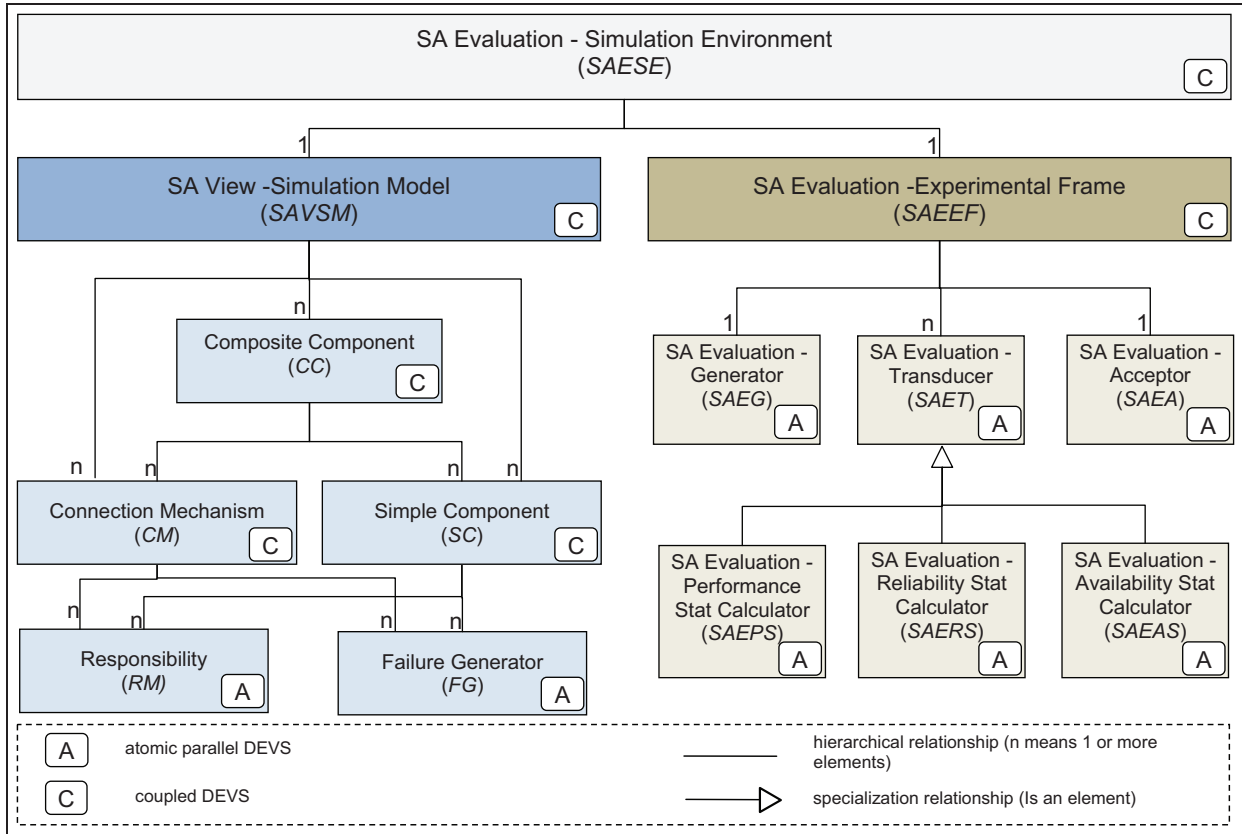 SA Evaluation - Simulation Environment
(SAESE)
C
1
1
SA View -Simulation Model
(SAVSM)
C
SA Evaluation -Experimental Frame
(SAEEF)
C
n
Composite Component
(CC)
C
1
n
1
SA Evaluation -
Generator
(SAEG)
A
SA Evaluation -
Transducer
(SAET)
A
SA Evaluation -
Acceptor
(SAEA)
A
n
n
n
n
Connection Mechanism
(CM)
C
Simple Component
(SC)
C
n
n
n
n
Responsibility
(RM)
A
Failure Generator
(FG)
A
SA Evaluation -
Performance
Stat Calculator
(SAEPS)
A
SA Evaluation -
Reliability Stat
Calculator
(SAERS)
A
SA Evaluation -
Availability Stat
Calculator
(SAEAS)
A
A
atomic parallel DEVS
hierarchical relationship (n means 1 or more
elements)
C
coupled DEVS
specialization relationship (Is an element)